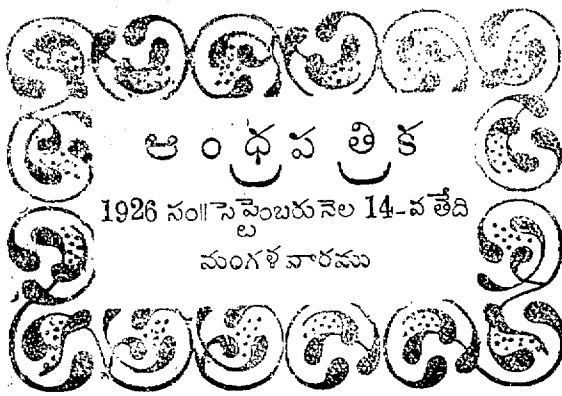 ఆంధ్రపత్రిక
1926 సం॥ సెప్టెంబరు నెల 14-వ తేది
మంగళవారము